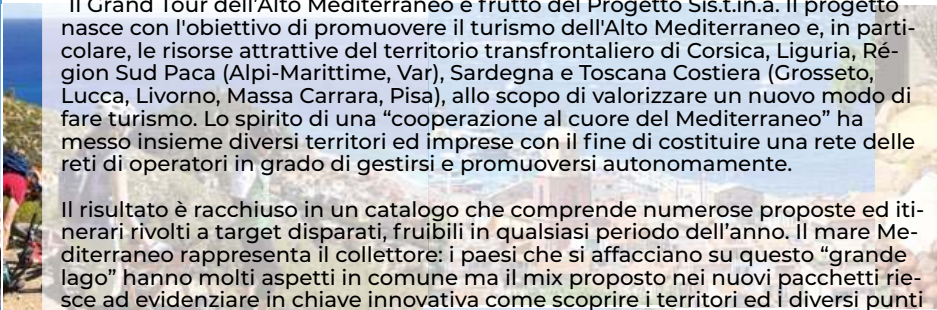 Il Grand Tour dell'Alto Mediterraneo è frutto del Progetto Sis.t.in.a. Il progetto
nasce con l'obiettivo di promuovere il turismo dell'Alto Mediterraneo e, in parti-
colare, le risorse attrattive del territorio transfrontaliero di Corsica, Liguria, Ré-
gion Sud Paca (Alpi-Marittime, Var), Sardegna e Toscana Costiera (Grosseto,
Lucca, Livorno, Massa Carrara, Pisa), allo scopo di valorizzare un nuovo modo di
fare turismo. Lo spirito di una “cooperazione al cuore del Mediterraneo” ha
messo insieme diversi territori ed imprese con il fine di costituire una rete delle
reti di operatori in grado di gestirsi e promuoversi autonomamente.
Il risultato è racchiuso in un catalogo che comprende numerose proposte ed iti-
nerari rivolti a target disparati, fruibili in qualsiasi periodo dell’anno. Il mare Me-
diterraneo rappresenta il collettore: i paesi che si affacciano su questo “grande
lago” hanno molti aspetti in comune ma il mix proposto nei nuovi pacchetti rie-
sce ad evidenziare in chiave innovativa come scoprire i territori ed i diversi punti